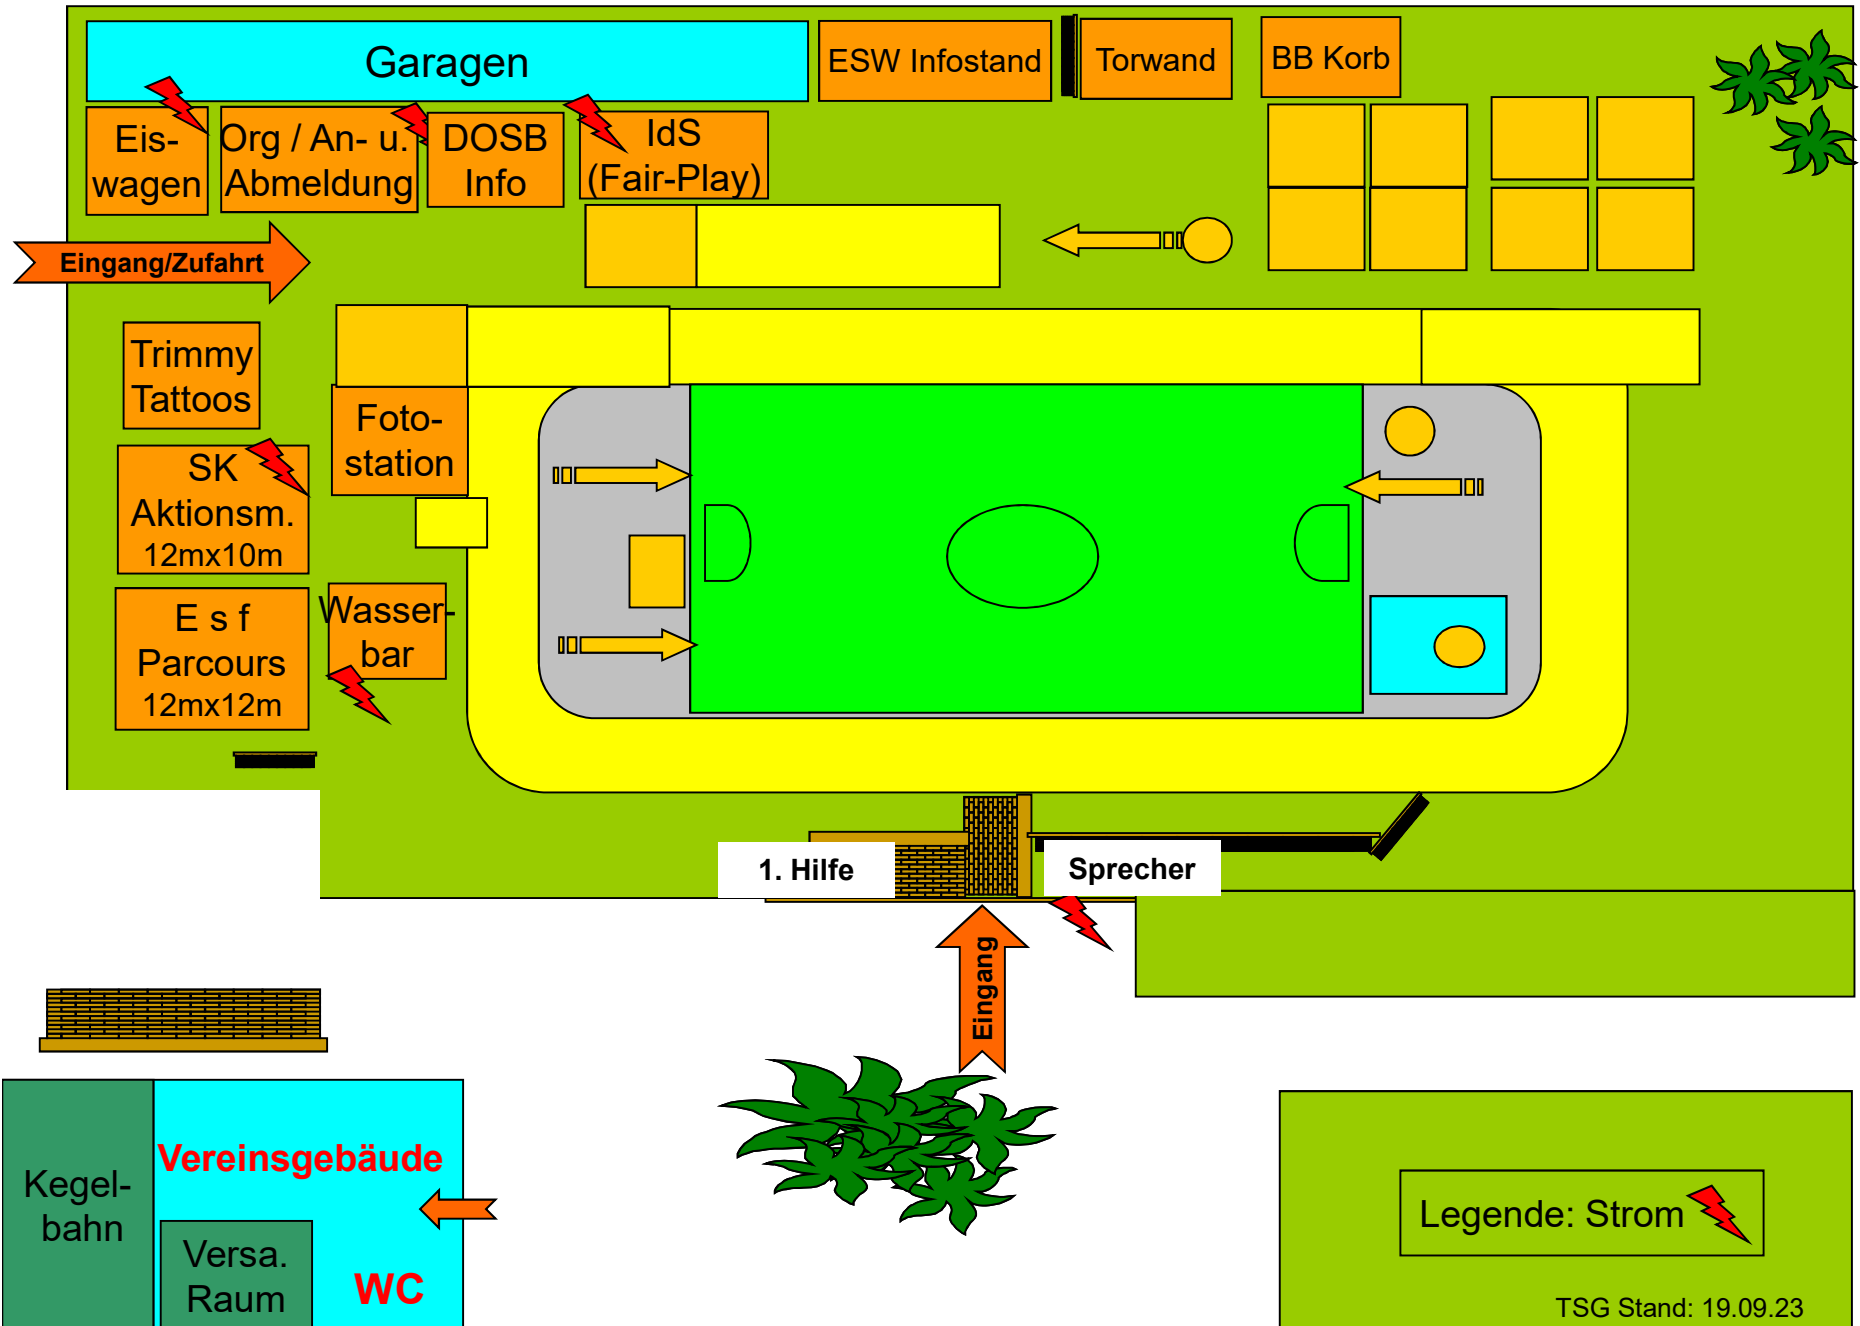 Garagen
ESW Infostand
Torwand
BB Korb
Eis-
wagen
Org / An- u.
Abmeldung
DOSB
Info
IdS
(Fair-Play)
Eingang/Zufahrt
Trimmy
Tattoos
Foto-
station
SK
Aktionsm.
12mx10m
E s f
Parcours
12mx12m
Wasser-
bar
1. Hilfe
Sprecher
Eingang
Kegel-
bahn
Vereinsgebäude
Versa.
Raum
WC
Legende: Strom
TSG Stand: 19.09.23